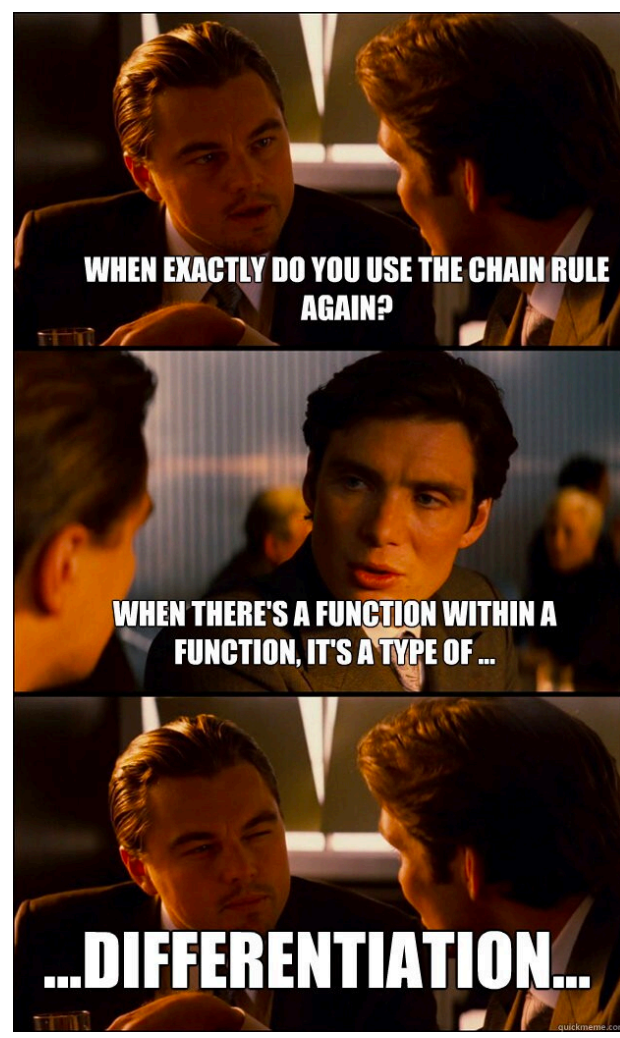 WHEN EXACTLY DO YOU USE THE CHAIN RULE
AGAIN?
WHEN THERE'S A FUNCTION WITHIN A
FUNCTION, IT'S A TYPE OF ...
...DIFFERENTIATION...
quickmeme.com